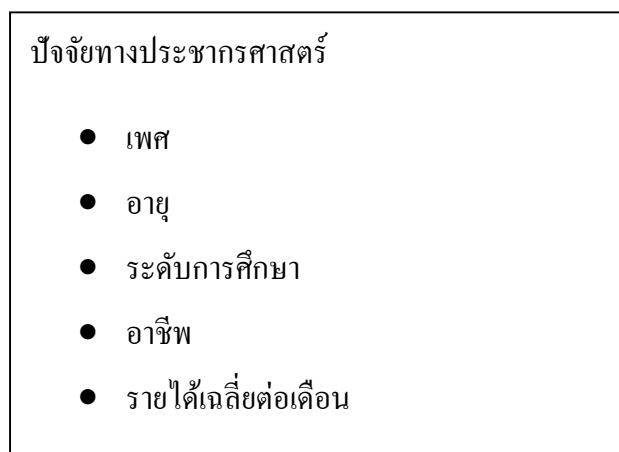 ปัจจัยทางประชากรศาสตร์
● เพศ
● อายุ
● ระดับการศึกษา
● อาชีพ
● รายได้เฉลี่ยต่อเดือน